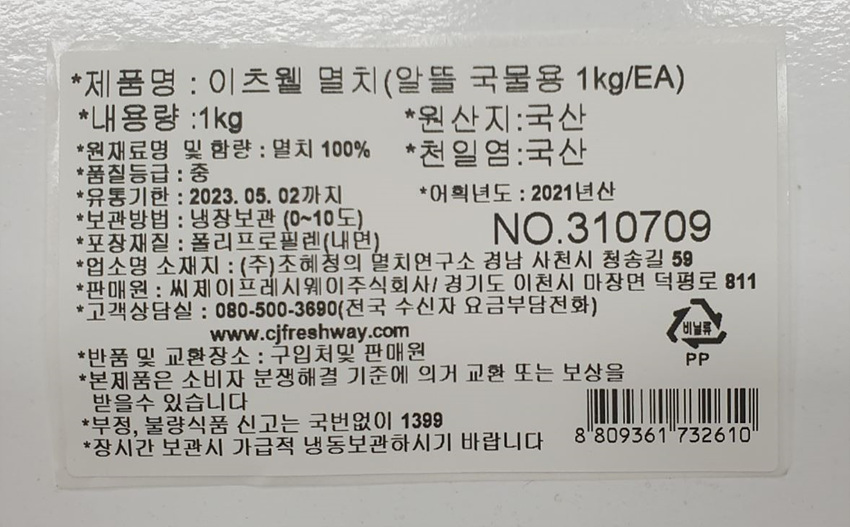 *제품명 : 이츠웰 멸치(알뜰 국물용 1kg/EA)
*내용량 :1kg *원산지:국산
*원재료명 및 함량 : 멸치 100% *천일염:국산
*품질등급 : 중
*유통기한 : 2023. 05. 02까지 *어획년도 : 2021년산
*보관방법 : 냉장보관 (0~10도) NO.310709
*포장재질 : 폴리프로필렌(내면)
*업소명 소재지 : (주)조혜정의 멸치연구소 경남 사천시 청송길 59
*판매원 : 씨제이프레시웨이주식회사/ 경기도 이천시 마장면 덕평로 811
*고객상담실 : 080-500-3690(전국 수신자 요금부담전화)
www.cjfreshway.com
비닐류
PP
*반품 및 교환장소 : 구입처및 판매원
*본제품은 소비자 분쟁해결 기준에 의거 교환 또는 보상을
받을수 있습니다
*부정, 불량식품 신고는 국번없이 1399
*장시간 보관시 가급적 냉동보관하시기 바랍니다
8 809361 732610